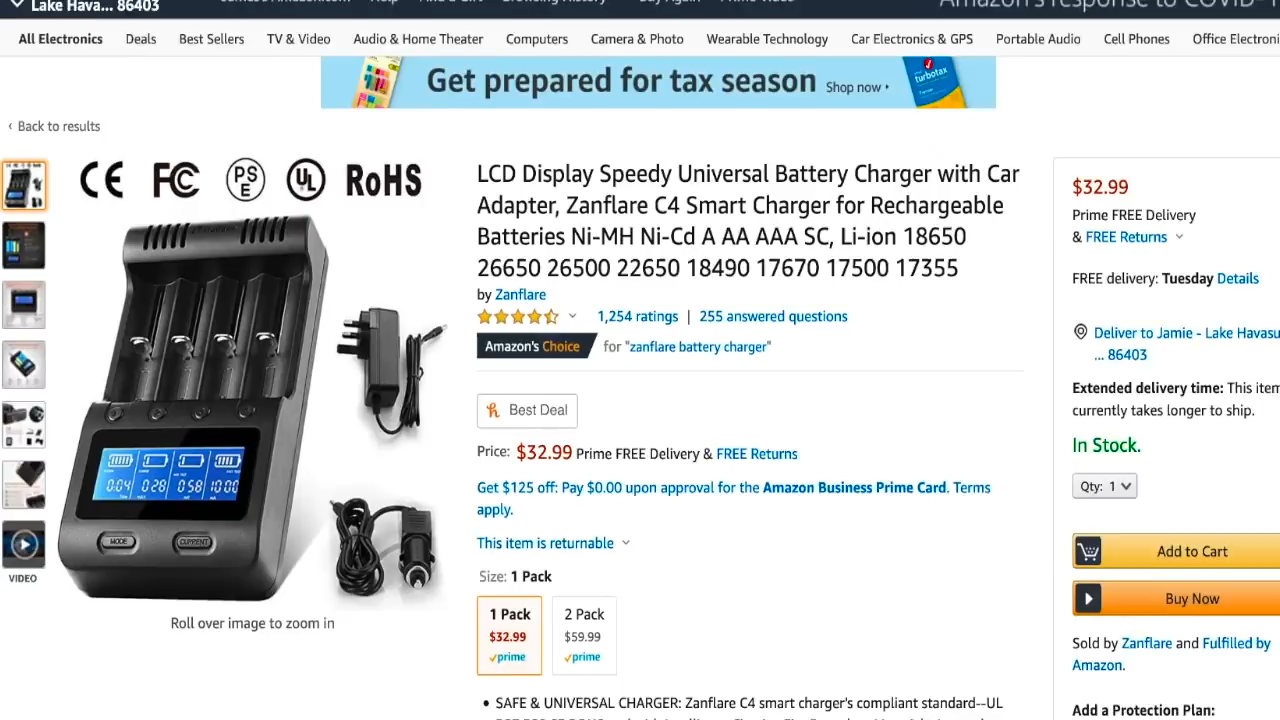 Lake Hava... 86403
All Electronics Deals Best Sellers TV & Video Audio & Home Theater Computers Camera & Photo Wearable Technology Car Electronics & GPS Portable Audio Cell Phones Office Electroni
Get prepared for tax season Shop now ▸
turbotax
‹ Back to results
CE FC PSE UL RoHS
LCD Display Speedy Universal Battery Charger with Car
Adapter, Zanflare C4 Smart Charger for Rechargeable
Batteries Ni-MH Ni-Cd A AA AAA SC, Li-ion 18650
26650 26500 22650 18490 17670 17500 17355
by Zanflare
1,254 ratings | 255 answered questions
Amazon's Choice for "zanflare battery charger"
Best Deal
Price: $32.99 Prime FREE Delivery & FREE Returns
Get $125 off: Pay $0.00 upon approval for the Amazon Business Prime Card. Terms
apply.
This item is returnable
Size: 1 Pack
1 Pack
$32.99
prime
2 Pack
$59.99
prime
• SAFE & UNIVERSAL CHARGER: Zanflare C4 smart charger's compliant standard--UL
0:04 0:28 0:58 1000
MODE CURRENT
VIDEO
Roll over image to zoom in
$32.99
Prime FREE Delivery
& FREE Returns
FREE delivery: Tuesday Details
Deliver to Jamie - Lake Havasu
... 86403
Extended delivery time: This item
currently takes longer to ship.
In Stock.
Qty: 1
Add to Cart
Buy Now
Sold by Zanflare and Fulfilled by
Amazon.
Add a Protection Plan: